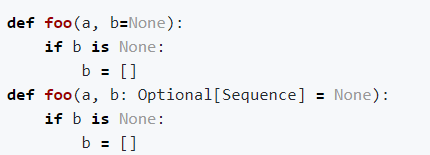 def foo(a, b=None):
    if b is None:
        b = []
def foo(a, b: Optional[Sequence] = None):
    if b is None:
        b = []